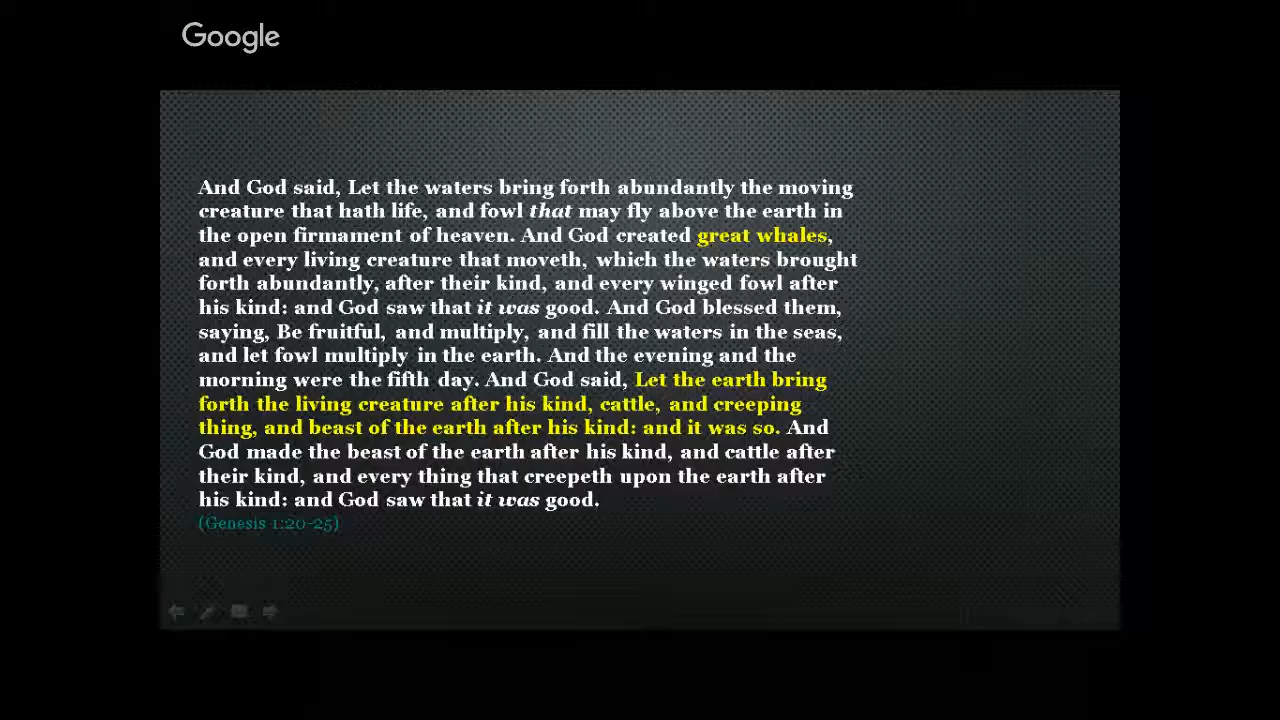 Google
And God said, Let the waters bring forth abundantly the moving
creature that hath life, and fowl that may fly above the earth in
the open firmament of heaven. And God created great whales,
and every living creature that moveth, which the waters brought
forth abundantly, after their kind, and every winged fowl after
his kind: and God saw that it was good. And God blessed them,
saying, Be fruitful, and multiply, and fill the waters in the seas,
and let fowl multiply in the earth. And the evening and the
morning were the fifth day. And God said, Let the earth bring
forth the living creature after his kind, cattle, and creeping
thing, and beast of the earth after his kind: and it was so. And
God made the beast of the earth after his kind, and cattle after
their kind, and every thing that creepeth upon the earth after
his kind: and God saw that it was good.
(Genesis 1:20-25)